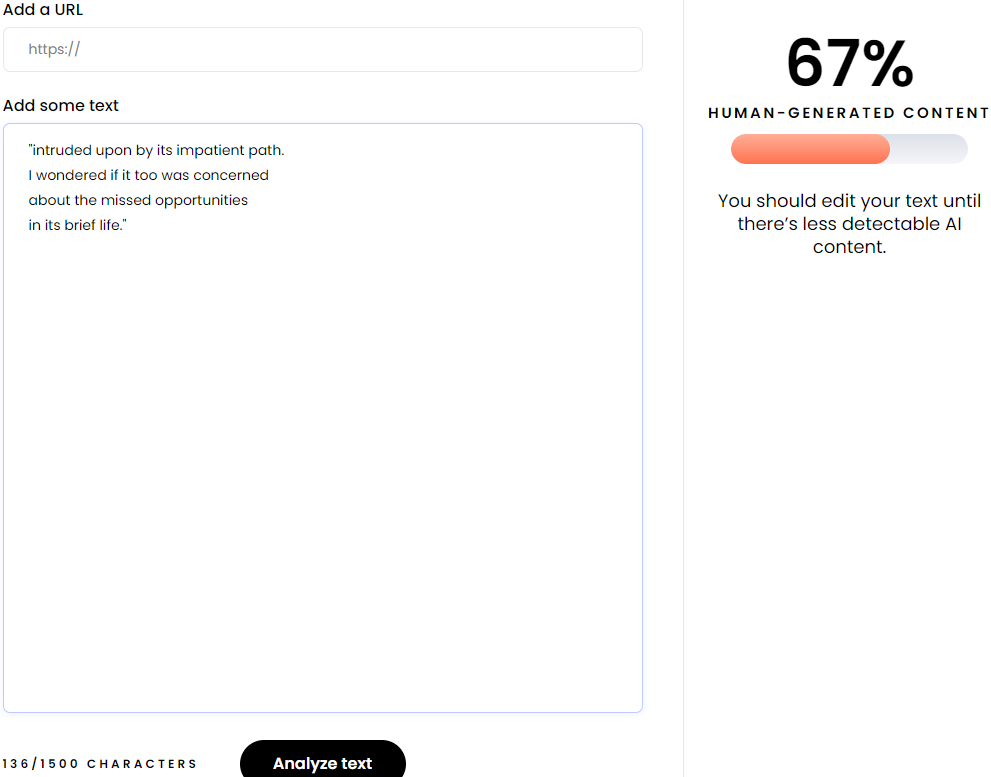 Add a URL
https://
Add some text
"intruded upon by its impatient path.
I wondered if it too was concerned
about the missed opportunities
in its brief life."
136/1500 CHARACTERS
Analyze text
67%
HUMAN-GENERATED CONTENT
You should edit your text until
there’s less detectable AI
content.